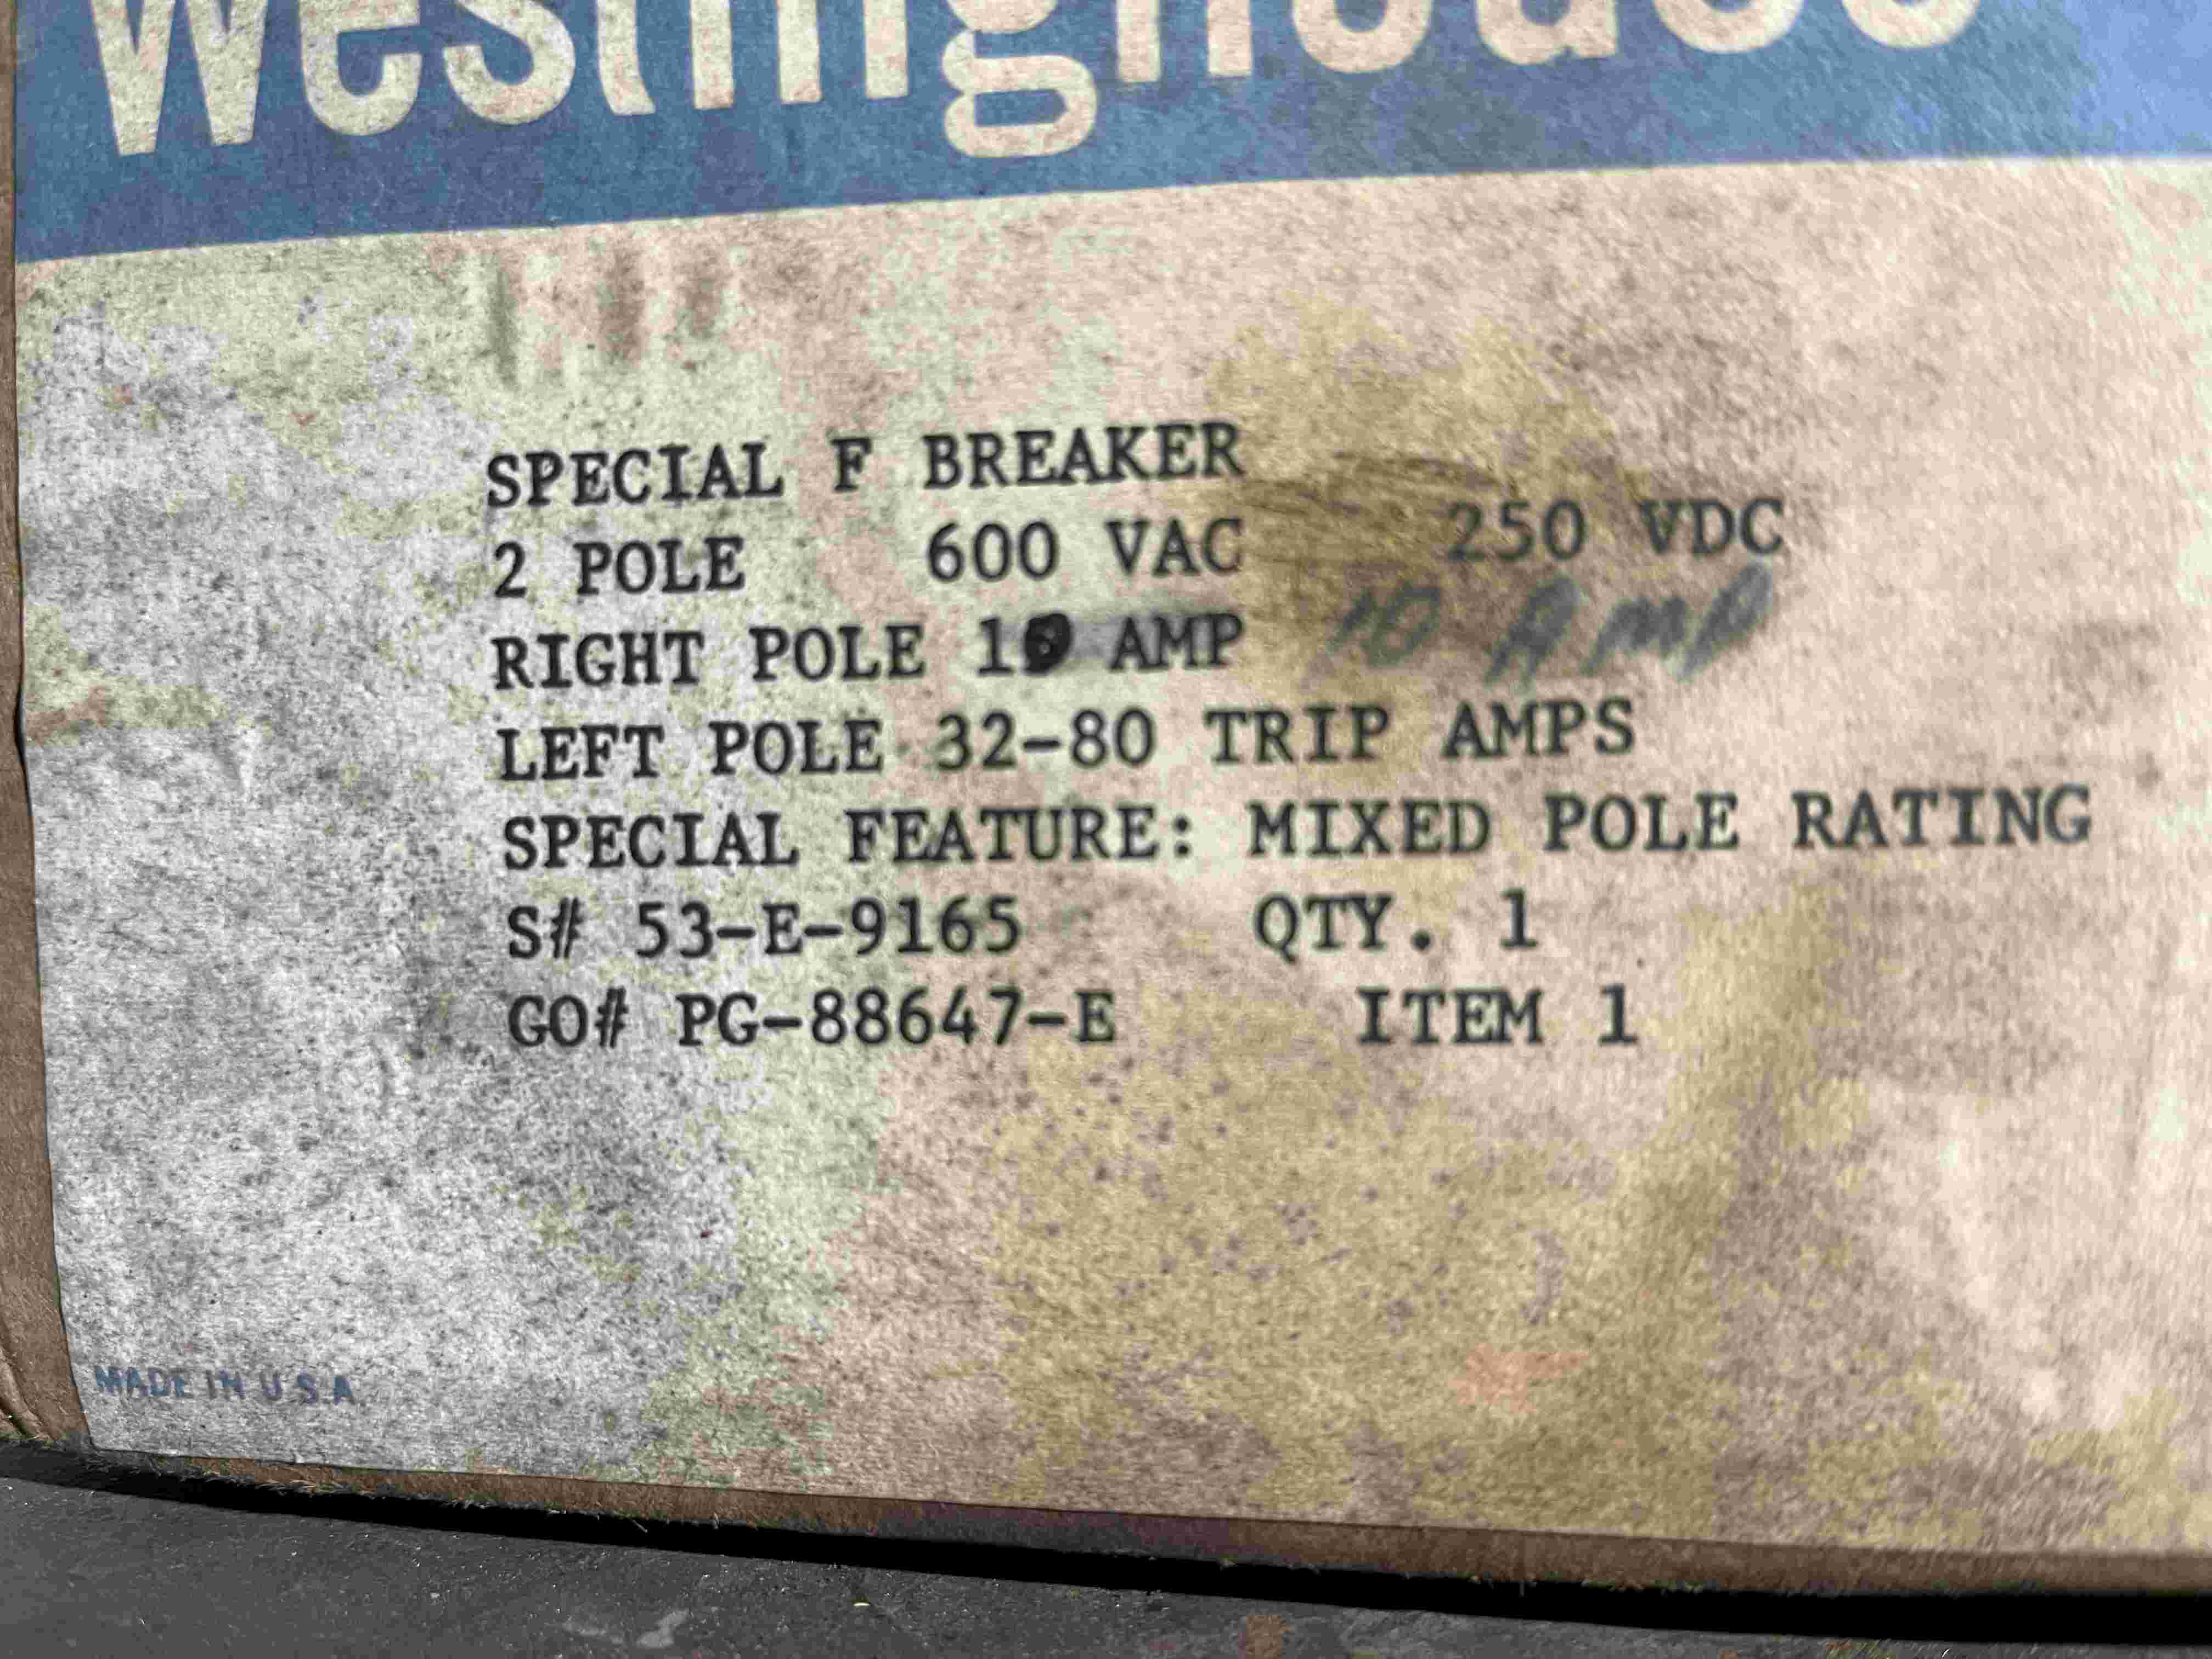 Westinghouse
SPECIAL F BREAKER
2 POLE 600 VAC 250 VDC
RIGHT POLE 10 AMP 10 Amp
LEFT POLE 32-80 TRIP AMPS
SPECIAL FEATURE: MIXED POLE RATING
S# 53-E-9165 QTY. 1
GO# PG-88647-E ITEM 1
MADE IN U.S.A.